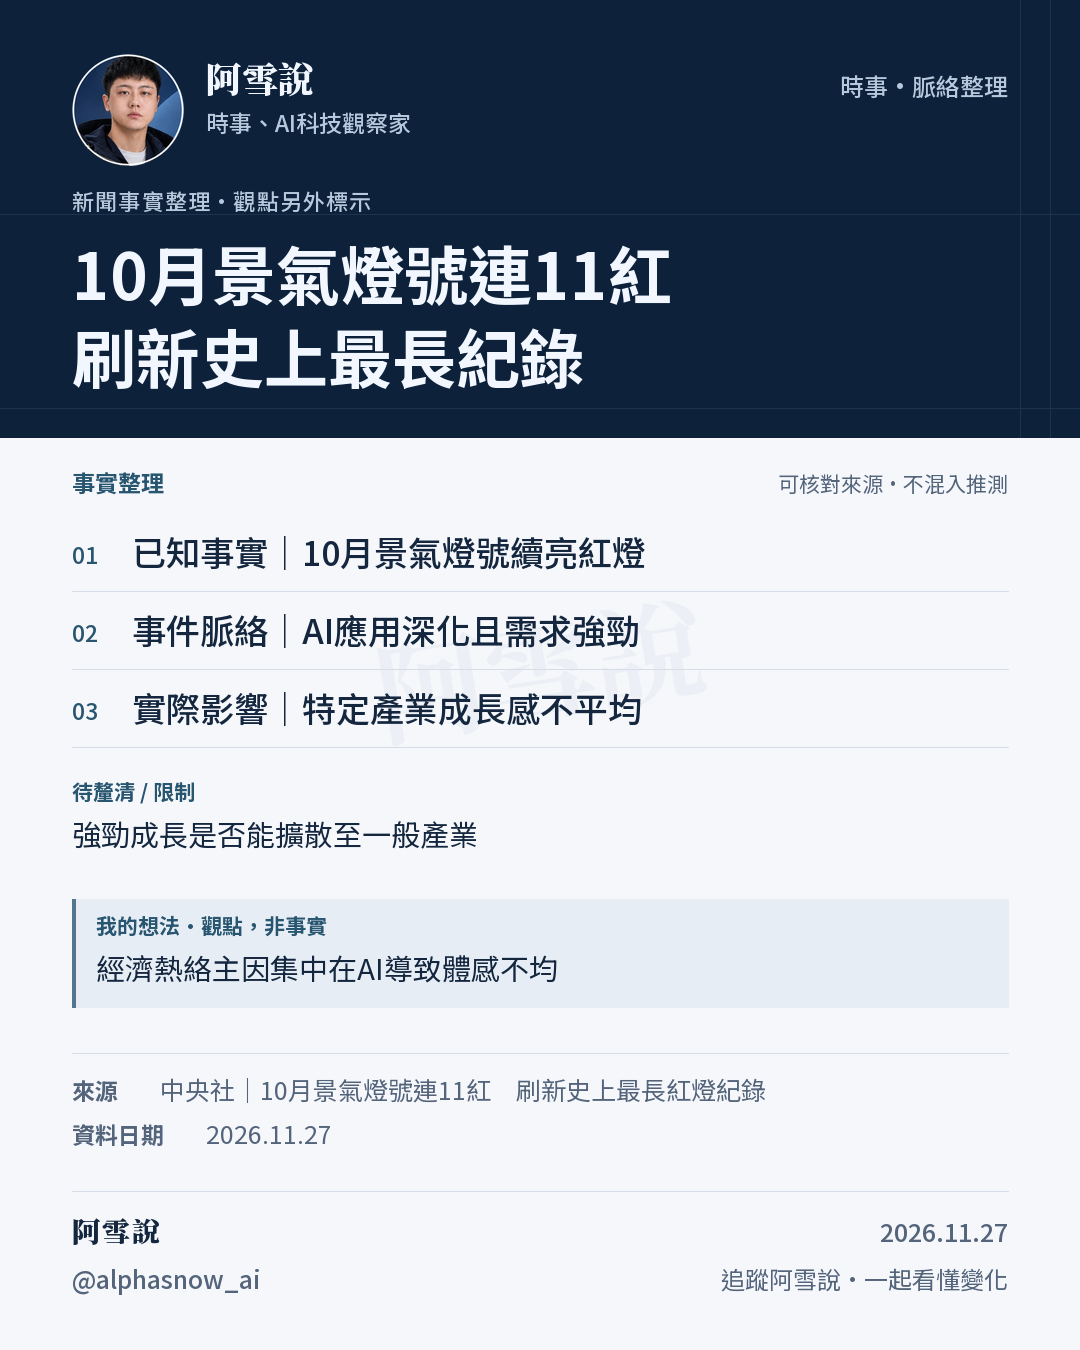 阿雪說
時事、AI科技觀察家
時事・脈絡整理
新聞事實整理・觀點另外標示
10月景氣燈號連11紅
刷新史上最長紀錄
事實整理
可核對來源・不混入推測
01 已知事實｜10月景氣燈號續亮紅燈
02 事件脈絡｜AI應用深化且需求強勁
03 實際影響｜特定產業成長感不平均
阿雪說
待釐清 / 限制
強勁成長是否能擴散至一般產業
我的想法・觀點，非事實
經濟熱絡主因集中在AI導致體感不均
來源 中央社｜10月景氣燈號連11紅 刷新史上最長紅燈紀錄
資料日期 2026.11.27
阿雪說
2026.11.27
@alphasnow_ai
追蹤阿雪說・一起看懂變化